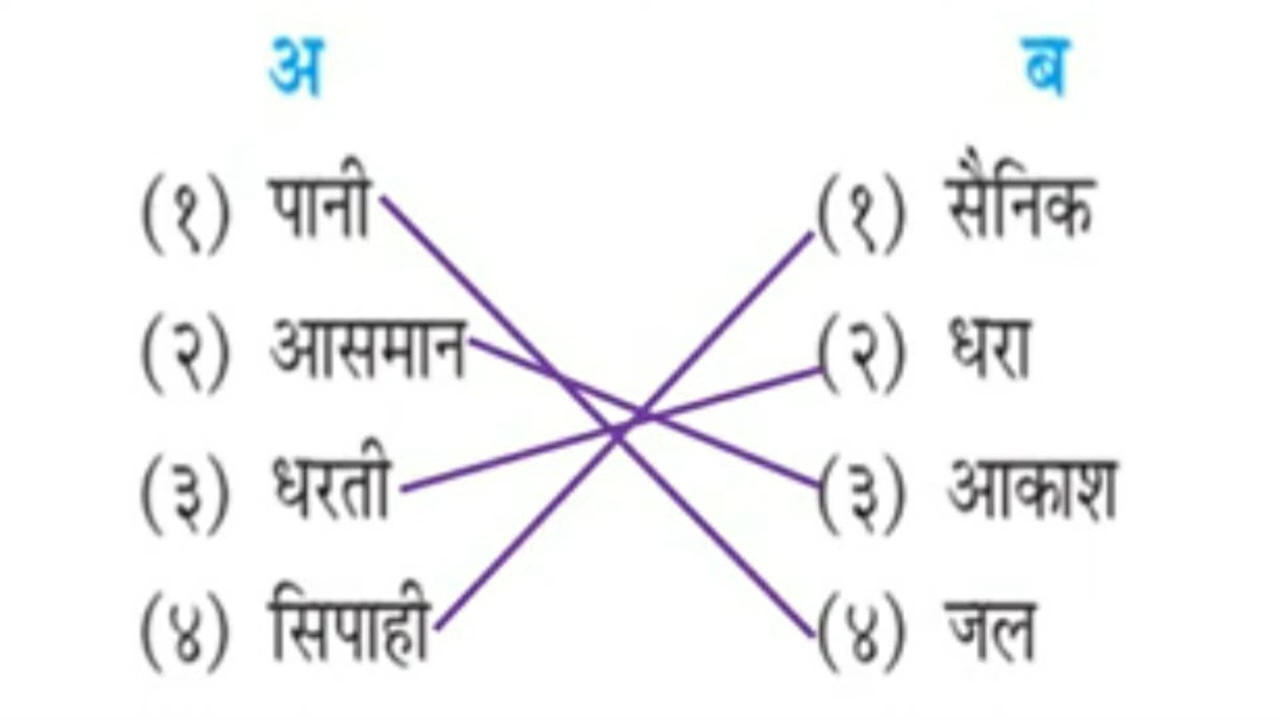 अ ब
(१) पानी (१) सैनिक
(२) आसमान (२) धरा
(३) धरती (३) आकाश
(४) सिपाही (४) जल